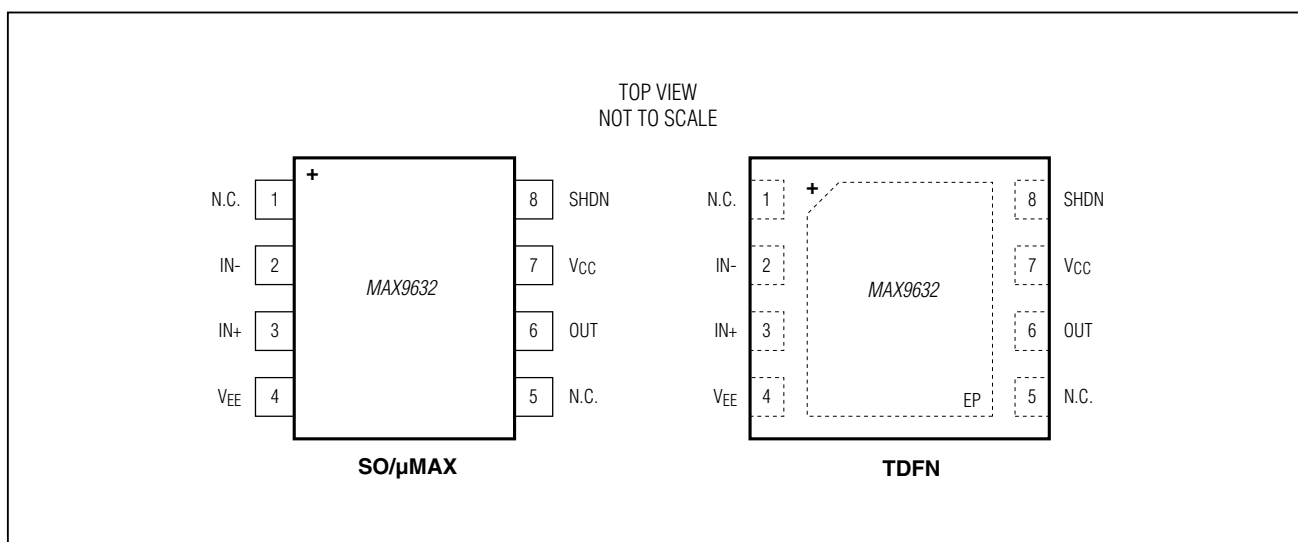 TOP VIEW
NOT TO SCALE
+
N.C. 1
8 SHDN
IN- 2
7 VCC
MAX9632
IN+ 3
6 OUT
VEE 4
5 N.C.
SO/µMAX
+
N.C. 1
8 SHDN
IN- 2
7 VCC
MAX9632
IN+ 3
6 OUT
VEE 4
5 N.C.
EP
TDFN